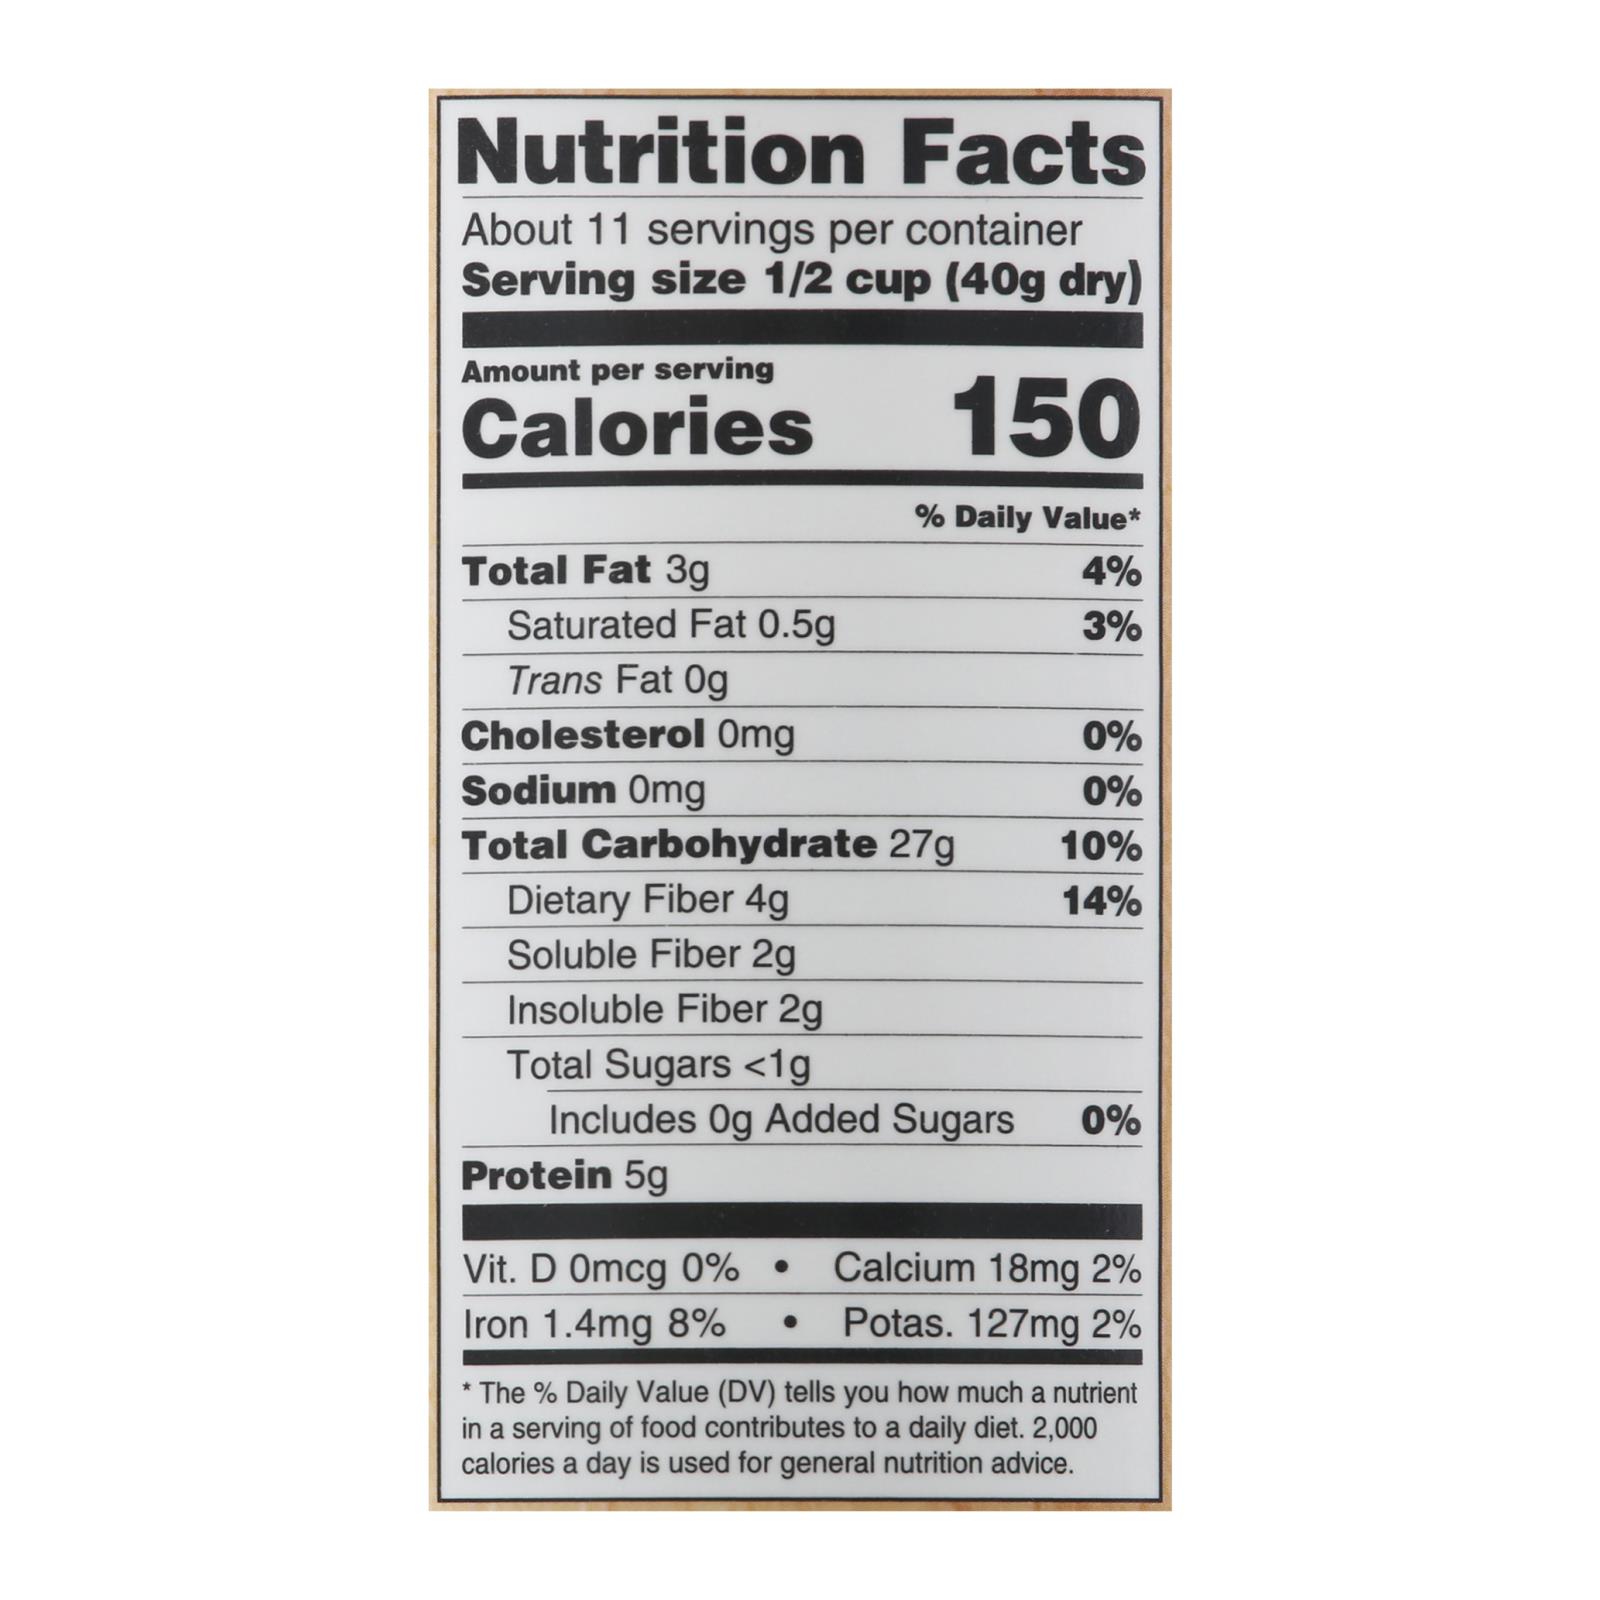 Nutrition Facts
About 11 servings per container
Serving size 1/2 cup (40g dry)
Amount per serving
Calories 150
% Daily Value*
Total Fat 3g 4%
Saturated Fat 0.5g 3%
Trans Fat 0g
Cholesterol 0mg 0%
Sodium 0mg 0%
Total Carbohydrate 27g 10%
Dietary Fiber 4g 14%
Soluble Fiber 2g
Insoluble Fiber 2g
Total Sugars <1g
Includes 0g Added Sugars 0%
Protein 5g
Vit. D 0mcg 0% • Calcium 18mg 2%
Iron 1.4mg 8% • Potas. 127mg 2%
* The % Daily Value (DV) tells you how much a nutrient
in a serving of food contributes to a daily diet. 2,000
calories a day is used for general nutrition advice.